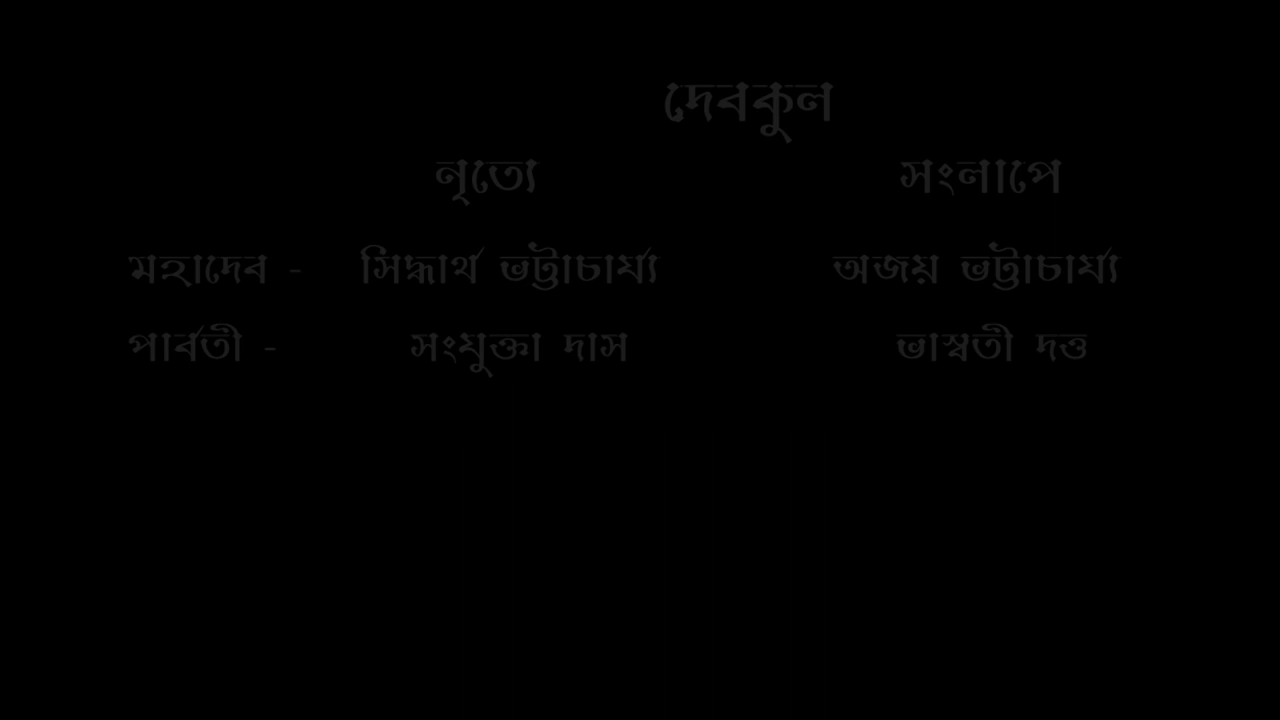 দেবকুল
নৃত্যে সংলাপে
মহাদেব - সিদ্ধার্থ ভট্টাচার্য্য অজয় ভট্টাচার্য্য
পার্বতী - সংযুক্তা দাস ভাস্বতী দত্ত